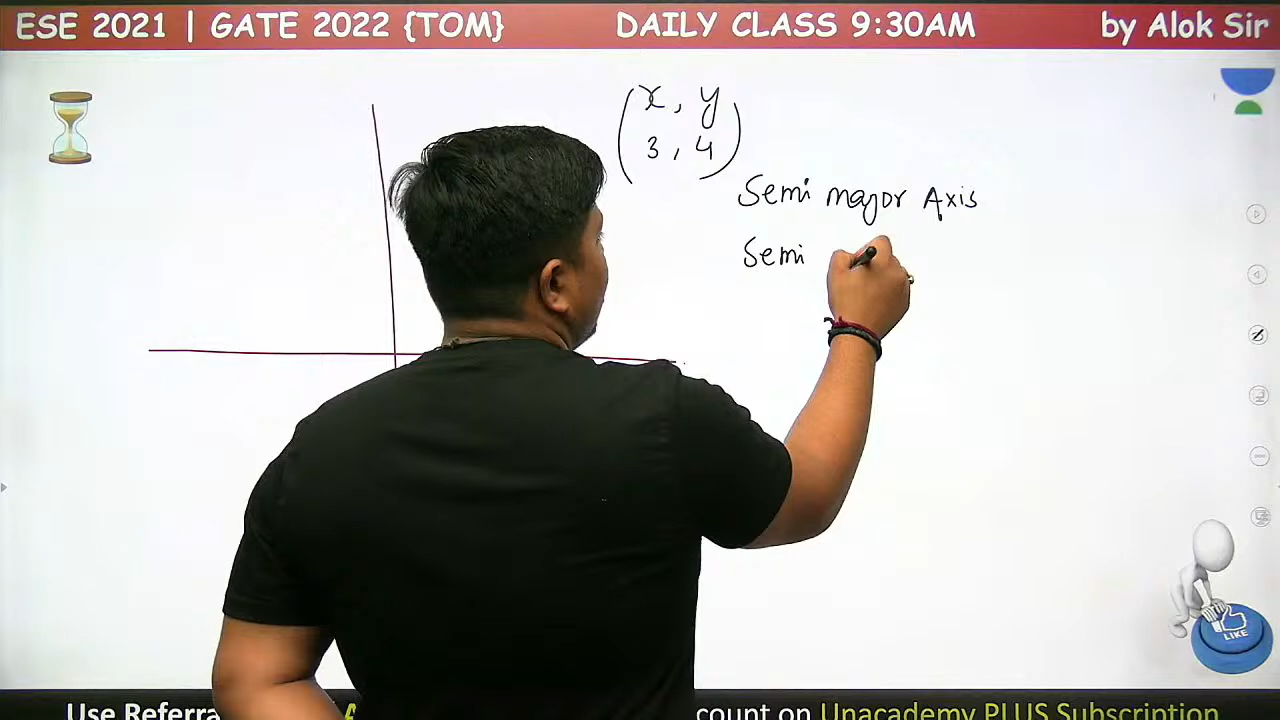 ESE 2021 | GATE 2022 {TOM} DAILY CLASS 9:30AM by Alok Sir
(x, y
3, 4)
Semi major Axis
Semi
LIKE
Use Referra count on Unacademy PLUS Subscription